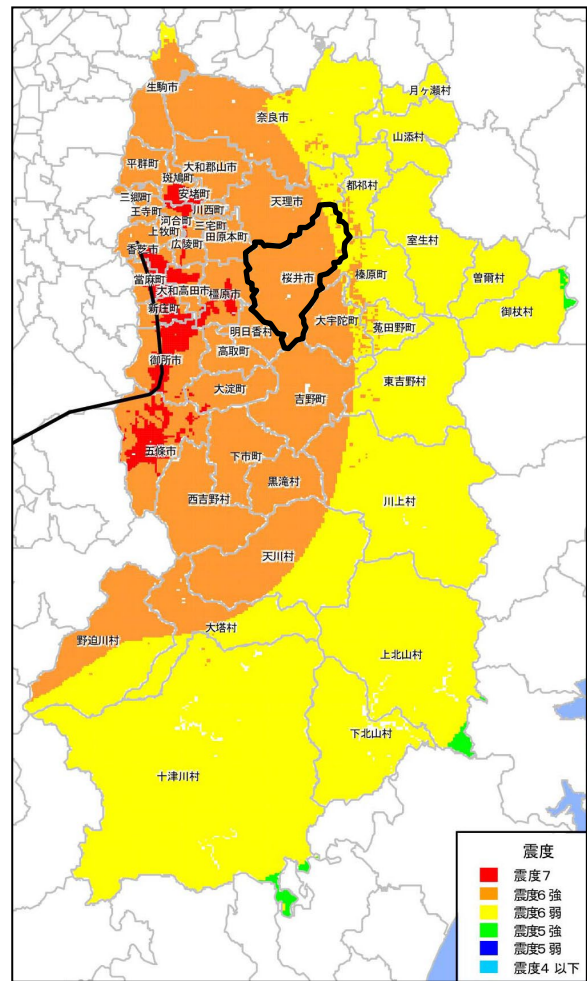 生駒市
奈良市
月ヶ瀬村
山添村
平群町
大和郡山市
斑鳩町
安堵町
都祁村
三郷町
川西町
天理市
王寺町
河合町
三宅町
上牧町
田原本町
広陵町
室生村
香芝市
桜井市
榛原町
曽爾村
當麻町
大和高田市
橿原市
御杖村
新庄町
大宇陀町
菟田野町
明日香村
御所市
高取町
東吉野村
大淀町
吉野町
五條市
下市町
黒滝村
西吉野村
川上村
天川村
大塔村
野迫川村
上北山村
下北山村
十津川村
震度
震度7
震度6強
震度6弱
震度5強
震度5弱
震度4 以下